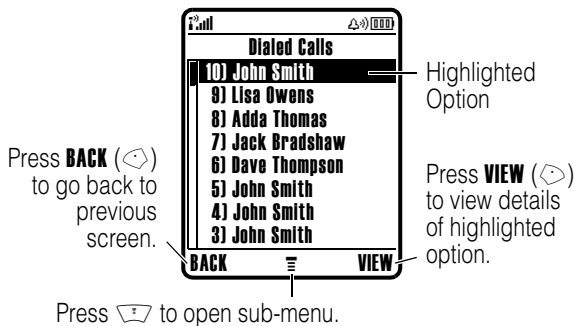 Dialed Calls
10) John Smith
9) Lisa Owens
8) Adda Thomas
7) Jack Bradshaw
6) Dave Thompson
5) John Smith
4) John Smith
3) John Smith
BACK VIEW
Highlighted
Option
Press BACK ( )
to go back to
previous
screen.
Press VIEW ( )
to view details
of highlighted
option.
Press to open sub-menu.